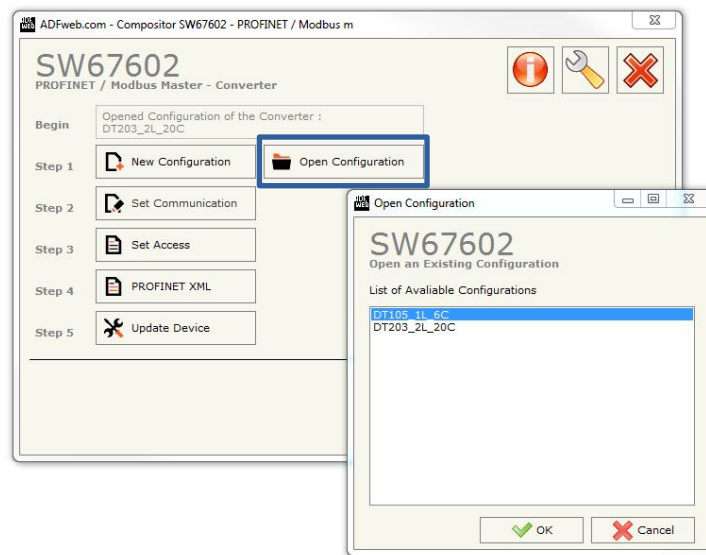 ADFweb.com - Compositor SW67602 - PROFINET / Modbus m
SW67602
PROFINET / Modbus Master - Converter
Begin
Opened Configuration of the Converter :
DT203_2L_20C
Step 1
New Configuration
Open Configuration
Step 2
Set Communication
Step 3
Set Access
Step 4
PROFINET XML
Step 5
Update Device
Open Configuration
SW67602
Open an Existing Configuration
List of Avaliable Configurations
DT105_1L_6C
DT203_2L_20C
OK
Cancel